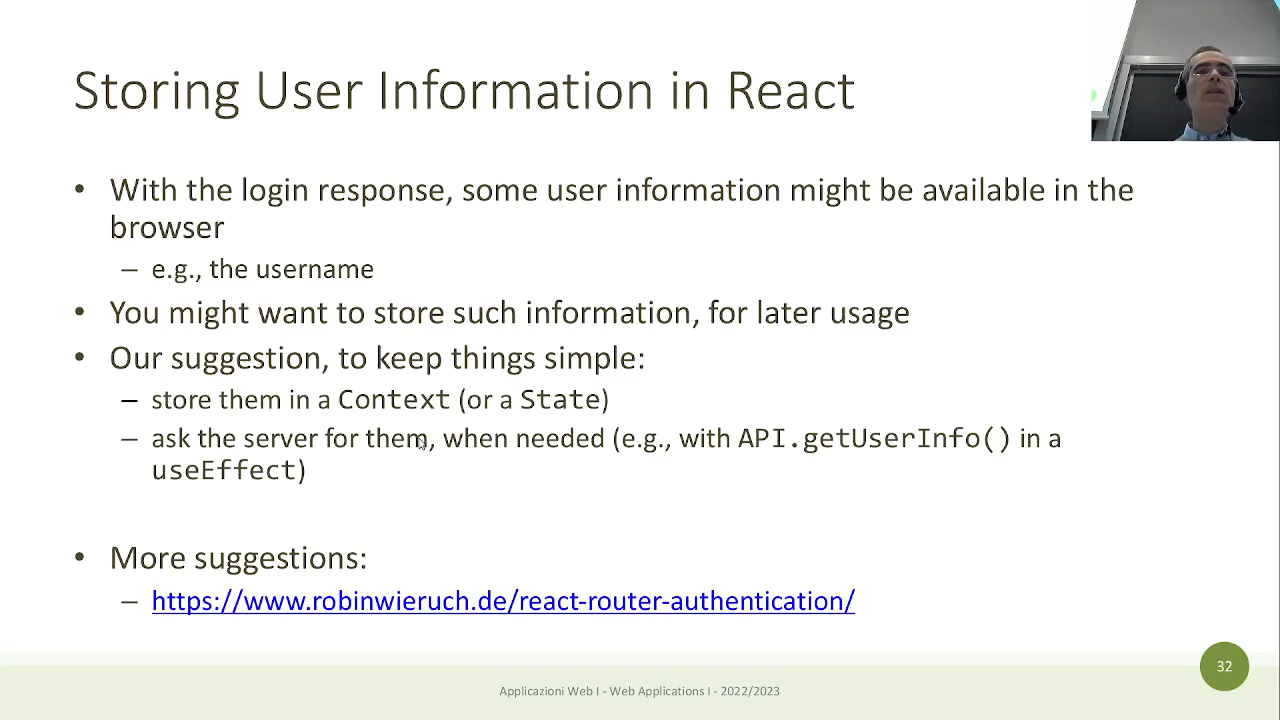 Storing User Information in React
• With the login response, some user information might be available in the
browser
– e.g., the username
• You might want to store such information, for later usage
• Our suggestion, to keep things simple:
– store them in a Context (or a State)
– ask the server for them, when needed (e.g., with API.getUserInfo() in a
useEffect)
• More suggestions:
– https://www.robinwieruch.de/react-router-authentication/
32
Applicazioni Web I - Web Applications I - 2022/2023